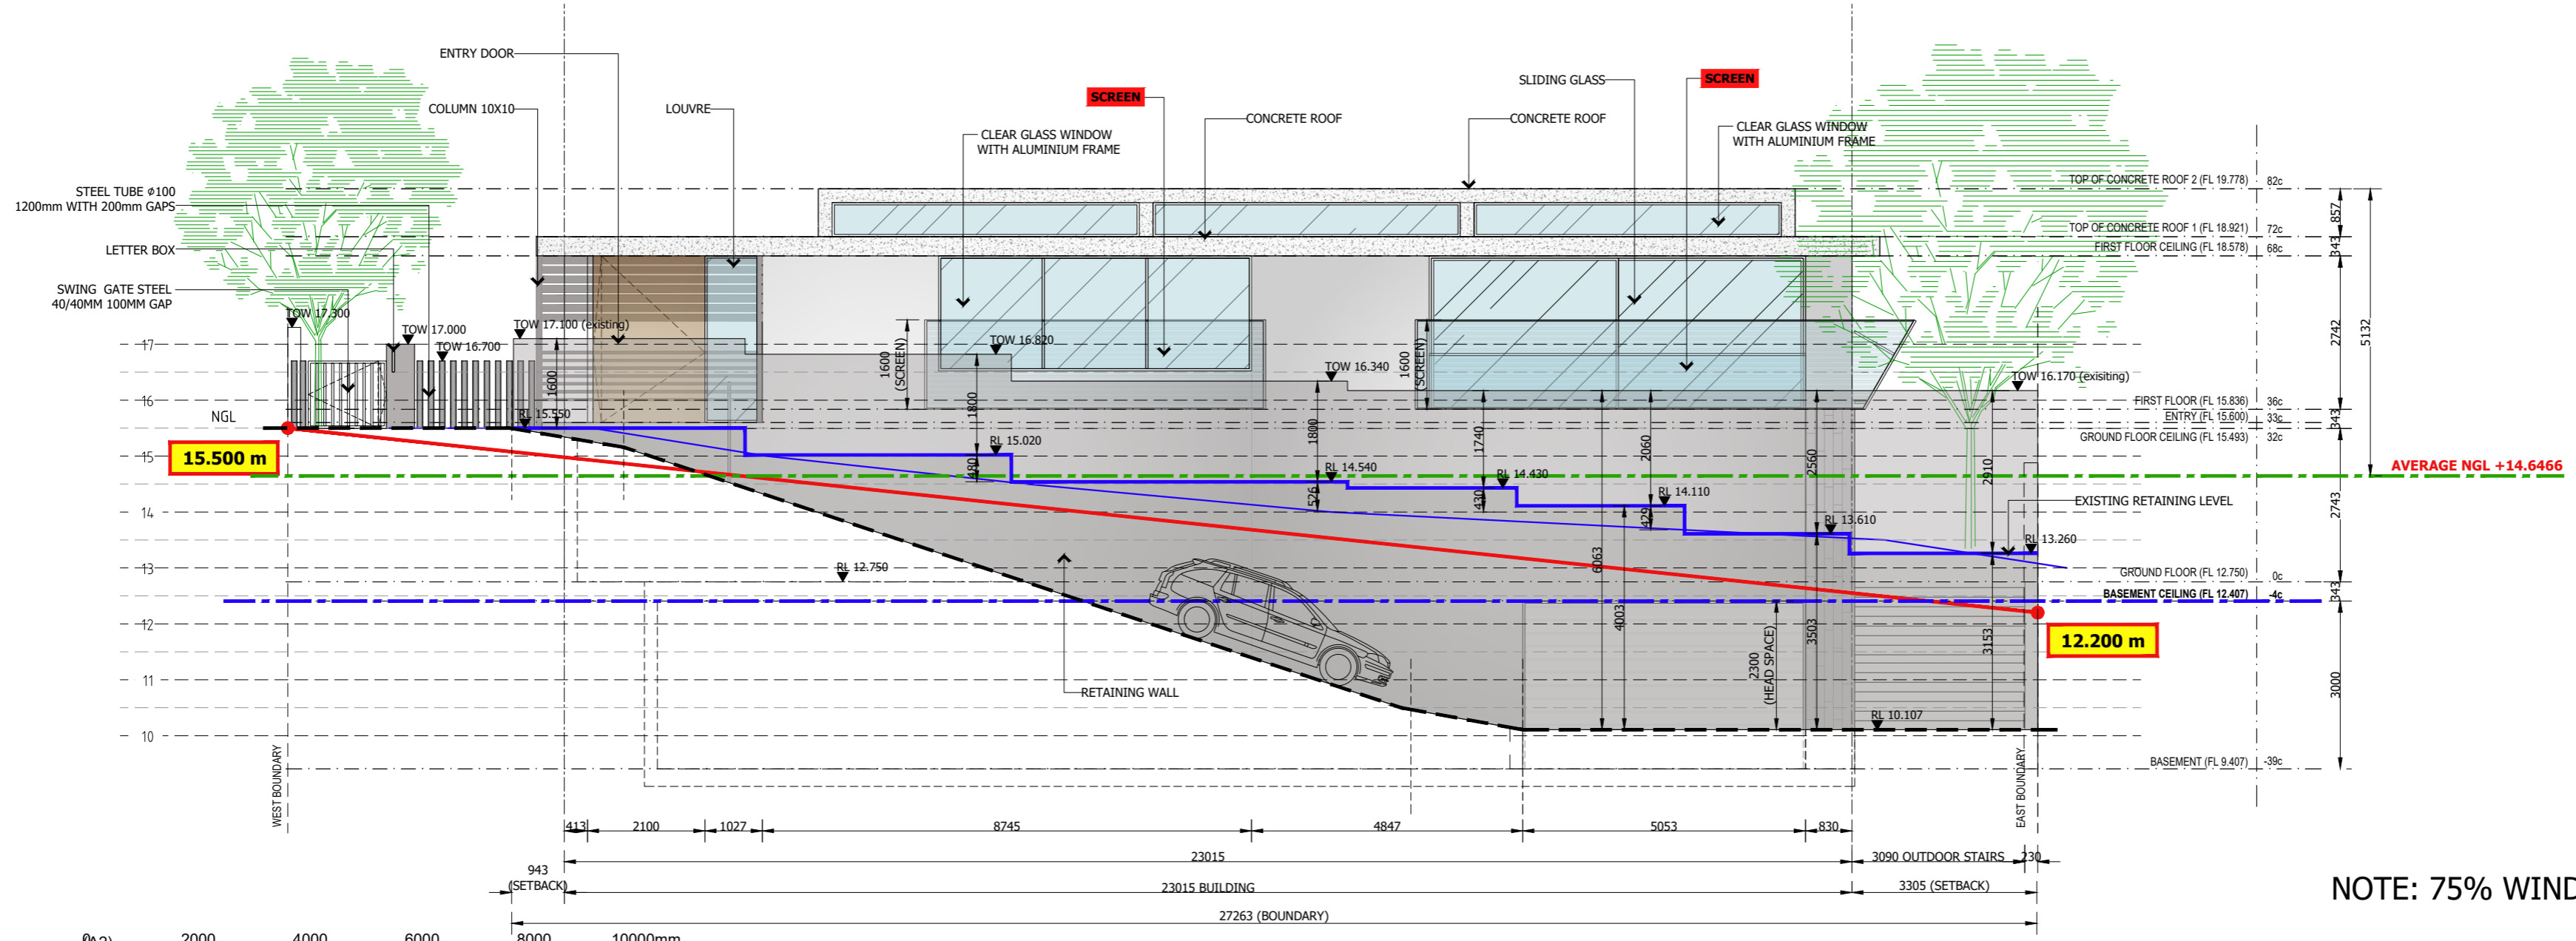 ENTRY DOOR
COLUMN 10X10
LOUVRE
SCREEN
CLEAR GLASS WINDOW
WITH ALUMINIUM FRAME
CONCRETE ROOF
SLIDING GLASS
CONCRETE ROOF
SCREEN
CLEAR GLASS WINDOW
WITH ALUMINIUM FRAME
STEEL TUBE ø100
1200mm WITH 200mm GAPS
LETTER BOX
SWING GATE STEEL
40/40MM 100MM GAP
TOW 17.300
TOW 17.000
TOW 16.700
TOW 17.100 (existing)
TOW 16.820
TOW 16.340
TOW 16.170 (exisiting)
TOP OF CONCRETE ROOF 2 (FL 19.778) 82c
TOP OF CONCRETE ROOF 1 (FL 18.921) 72c
FIRST FLOOR CEILING (FL 18.578) 68c
FIRST FLOOR (FL 15.836) 36c
ENTRY (FL 15.600) 33c
GROUND FLOOR CEILING (FL 15.493) 32c
GROUND FLOOR (FL 12.750) 0c
BASEMENT CEILING (FL 12.407) -4c
BASEMENT (FL 9.407) -39c
857
343
2742
5132
343
2743
343
3000
AVERAGE NGL +14.6466
EXISTING RETAINING LEVEL
17
16
15
14
13
12
11
10
NGL
15.500 m
12.200 m
1600
1600
(SCREEN)
1800
480
1800
526
1600
(SCREEN)
1740
430
2060
429
2560
2910
6063
4003
3503
3153
2300
(HEAD SPACE)
RL 15.550
RL 15.020
RL 14.540
RL 14.430
RL 14.110
RL 13.610
RL 13.260
RL 12.750
RL 10.107
RETAINING WALL
WEST BOUNDARY
EAST BOUNDARY
413 2100 1027 8745 4847 5053 830
23015 3090 OUTDOOR STAIRS 230
943
(SETBACK)
23015 BUILDING
3305 (SETBACK)
27263 (BOUNDARY)
NOTE: 75% WIND
2000 4000 6000 8000 10000mm